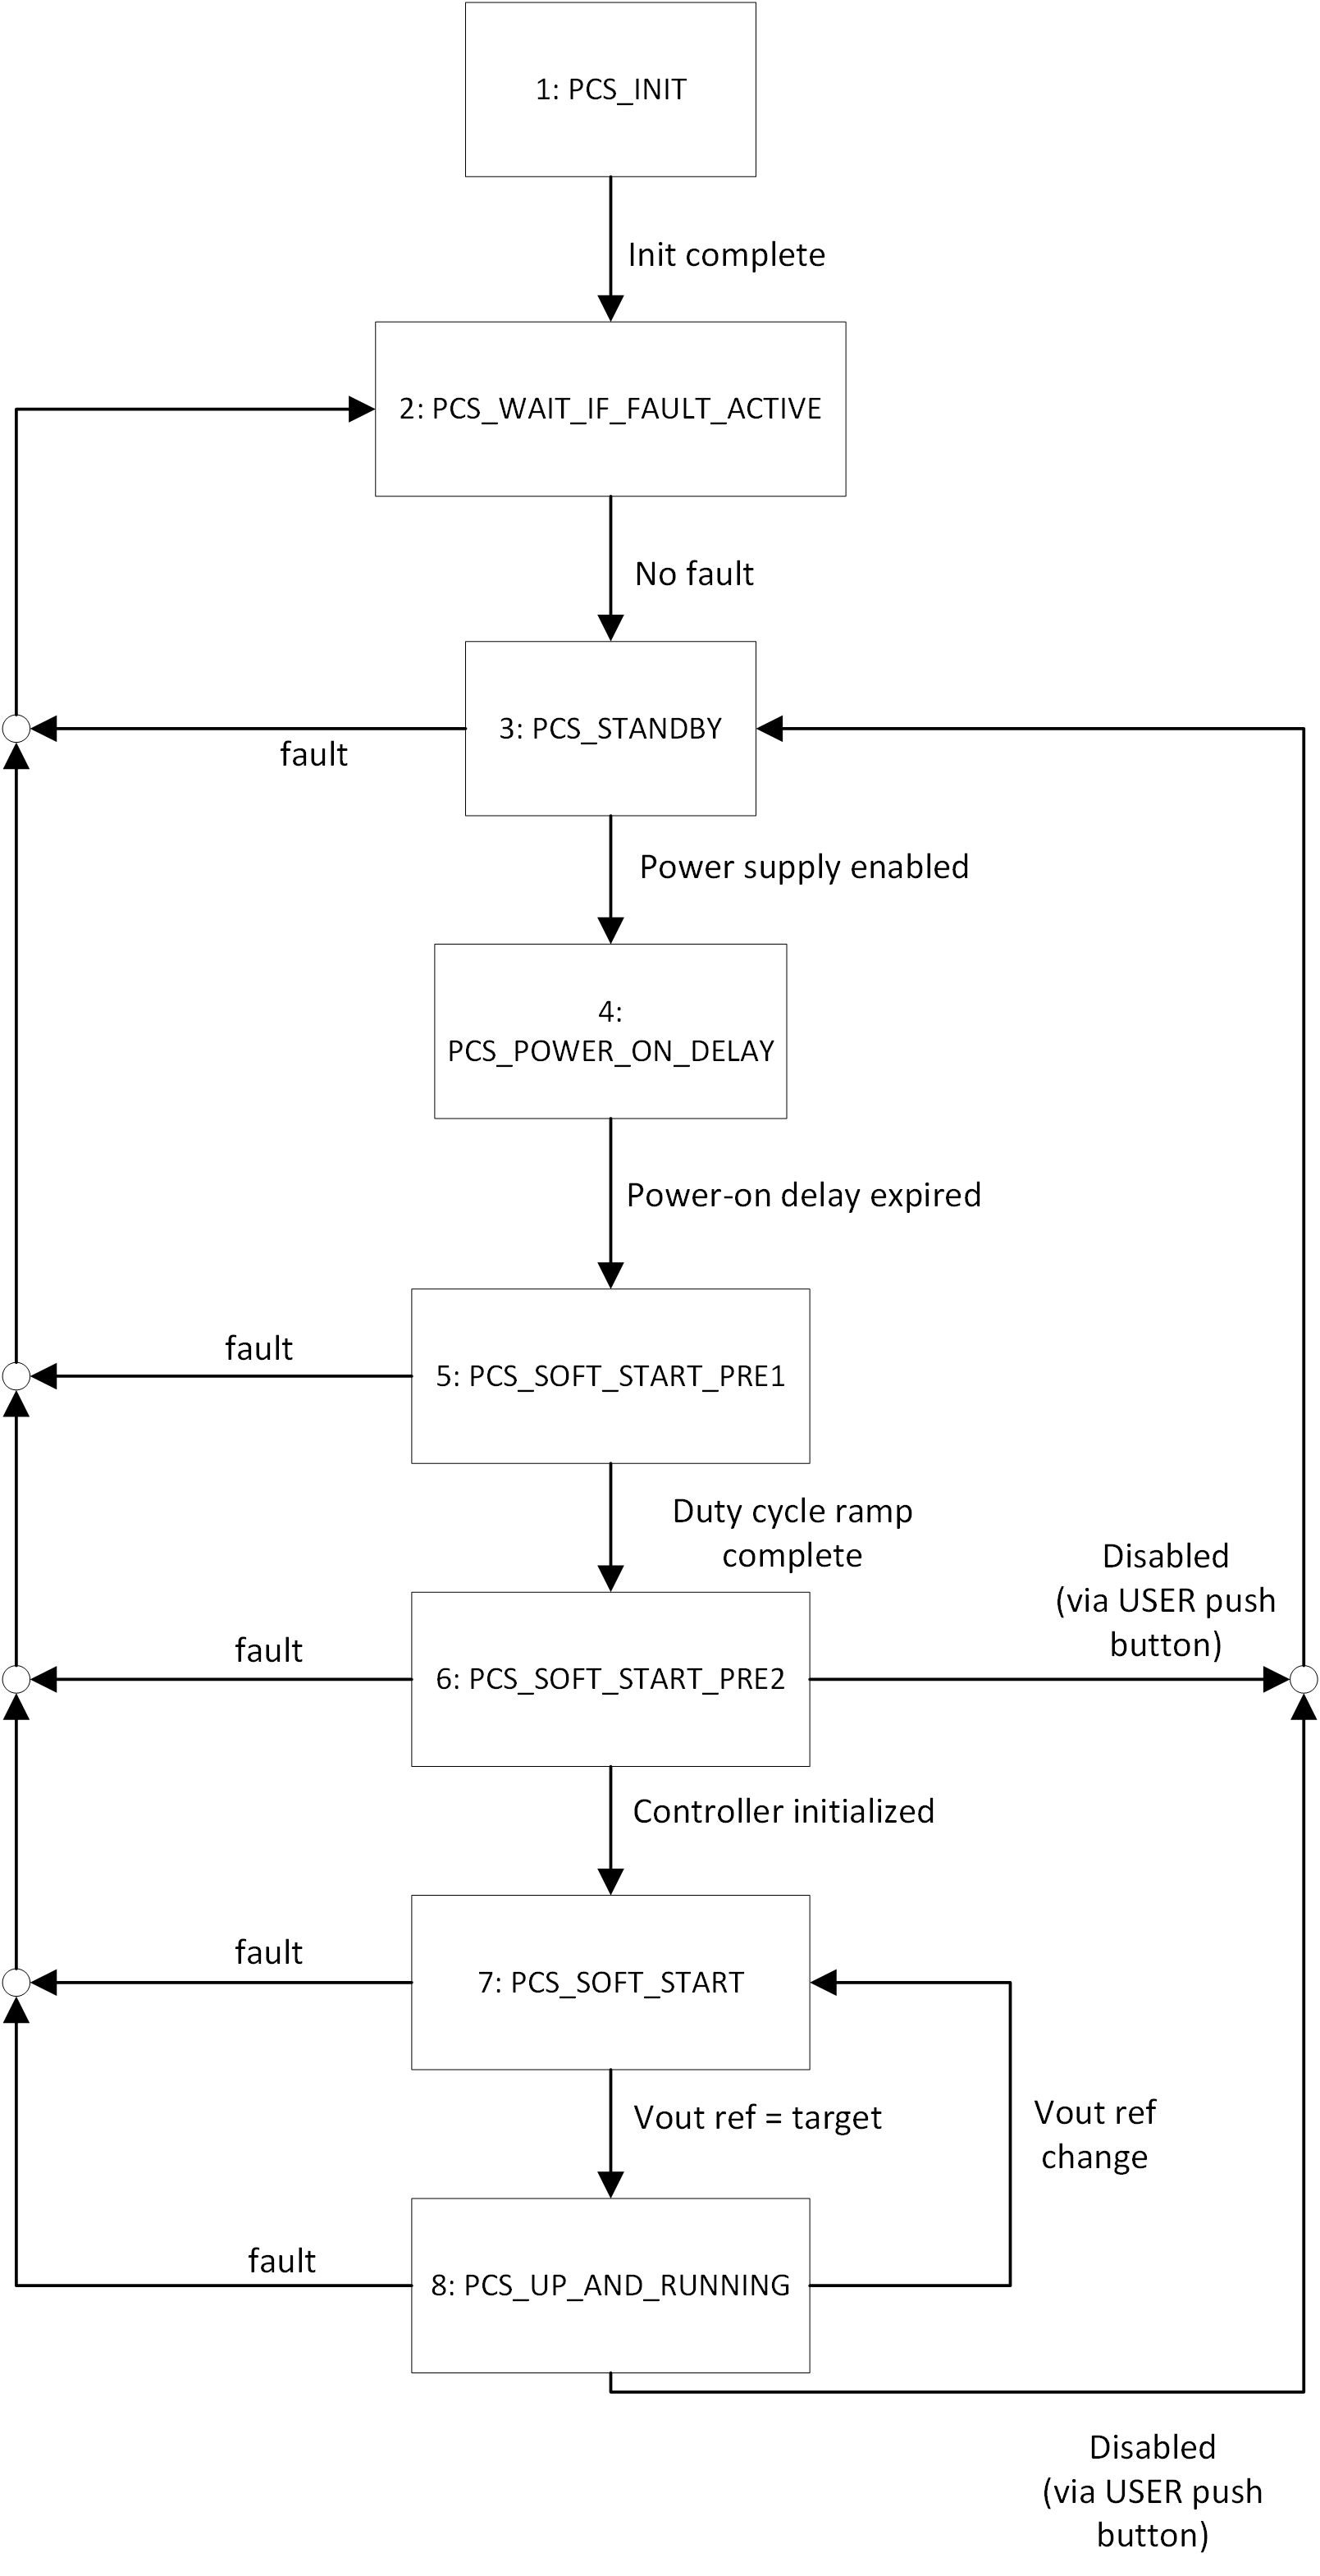 1: PCS_INIT
Init complete
2: PCS_WAIT_IF_FAULT_ACTIVE
No fault
3: PCS_STANDBY
fault
Power supply enabled
4:
PCS_POWER_ON_DELAY
Power-on delay expired
fault
5: PCS_SOFT_START_PRE1
Duty cycle ramp
complete
Disabled
(via USER push
button)
fault
6: PCS_SOFT_START_PRE2
Controller initialized
fault
7: PCS_SOFT_START
Vout ref = target
Vout ref
change
fault
8: PCS_UP_AND_RUNNING
Disabled
(via USER push
button)